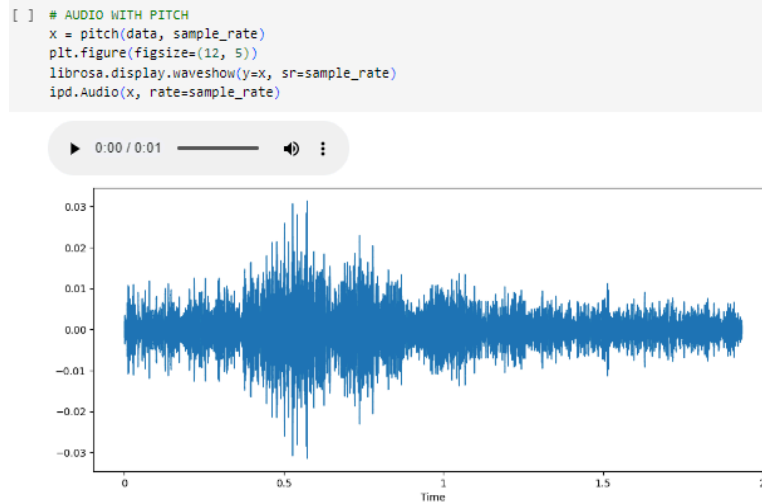 [ ] # AUDIO WITH PITCH
x = pitch(data, sample_rate)
plt.figure(figsize=(12, 5))
librosa.display.waveshow(y=x, sr=sample_rate)
ipd.Audio(x, rate=sample_rate)
0:00 / 0:01
0.03
0.02
0.01
0.00
−0.01
−0.02
−0.03
0 0.5 1 1.5 2
Time